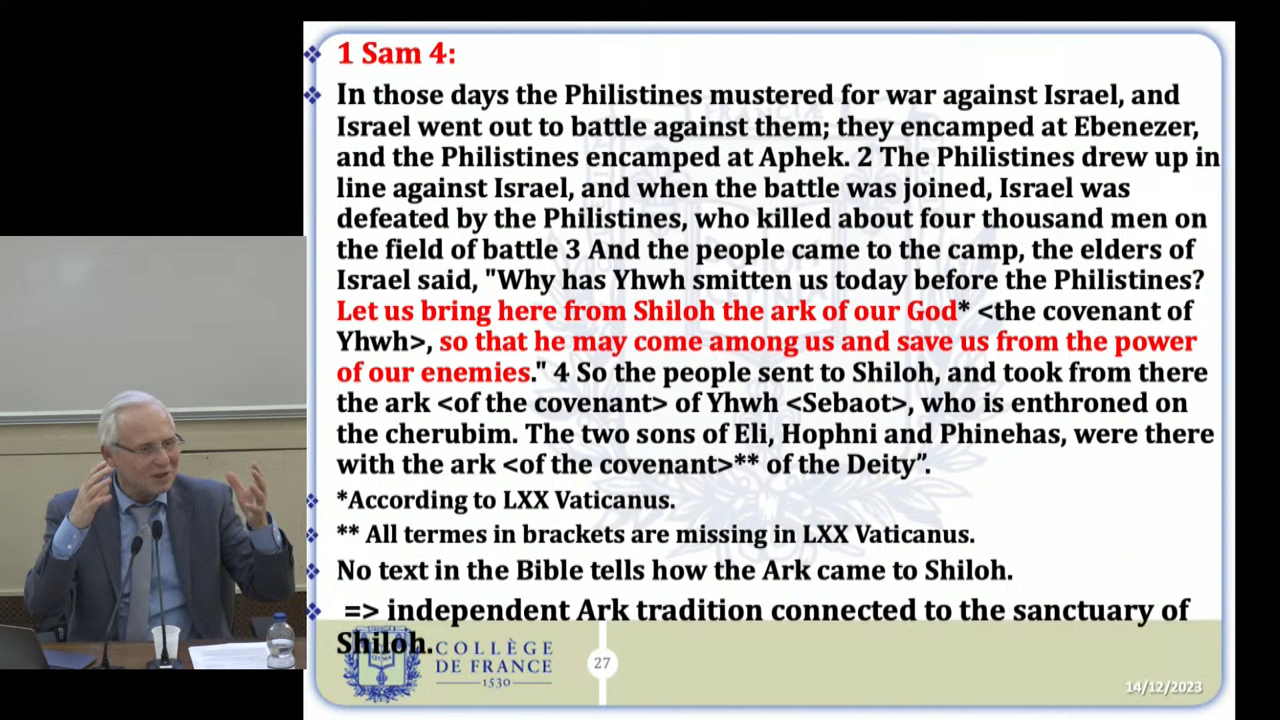 1 Sam 4:
In those days the Philistines mustered for war against Israel, and
Israel went out to battle against them; they encamped at Ebenezer,
and the Philistines encamped at Aphek. 2 The Philistines drew up in
line against Israel, and when the battle was joined, Israel was
defeated by the Philistines, who killed about four thousand men on
the field of battle 3 And the people came to the camp, the elders of
Israel said, "Why has Yhwh smitten us today before the Philistines?
Let us bring here from Shiloh the ark of our God* <the covenant of
Yhwh>, so that he may come among us and save us from the power
of our enemies." 4 So the people sent to Shiloh, and took from there
the ark <of the covenant> of Yhwh <Sebaot>, who is enthroned on
the cherubim. The two sons of Eli, Hophni and Phinehas, were there
with the ark <of the covenant>** of the Deity”.
*According to LXX Vaticanus.
** All termes in brackets are missing in LXX Vaticanus.
No text in the Bible tells how the Ark came to Shiloh.
=> independent Ark tradition connected to the sanctuary of
Shiloh.
COLLÈGE
DE FRANCE
1530
27
14/12/2023